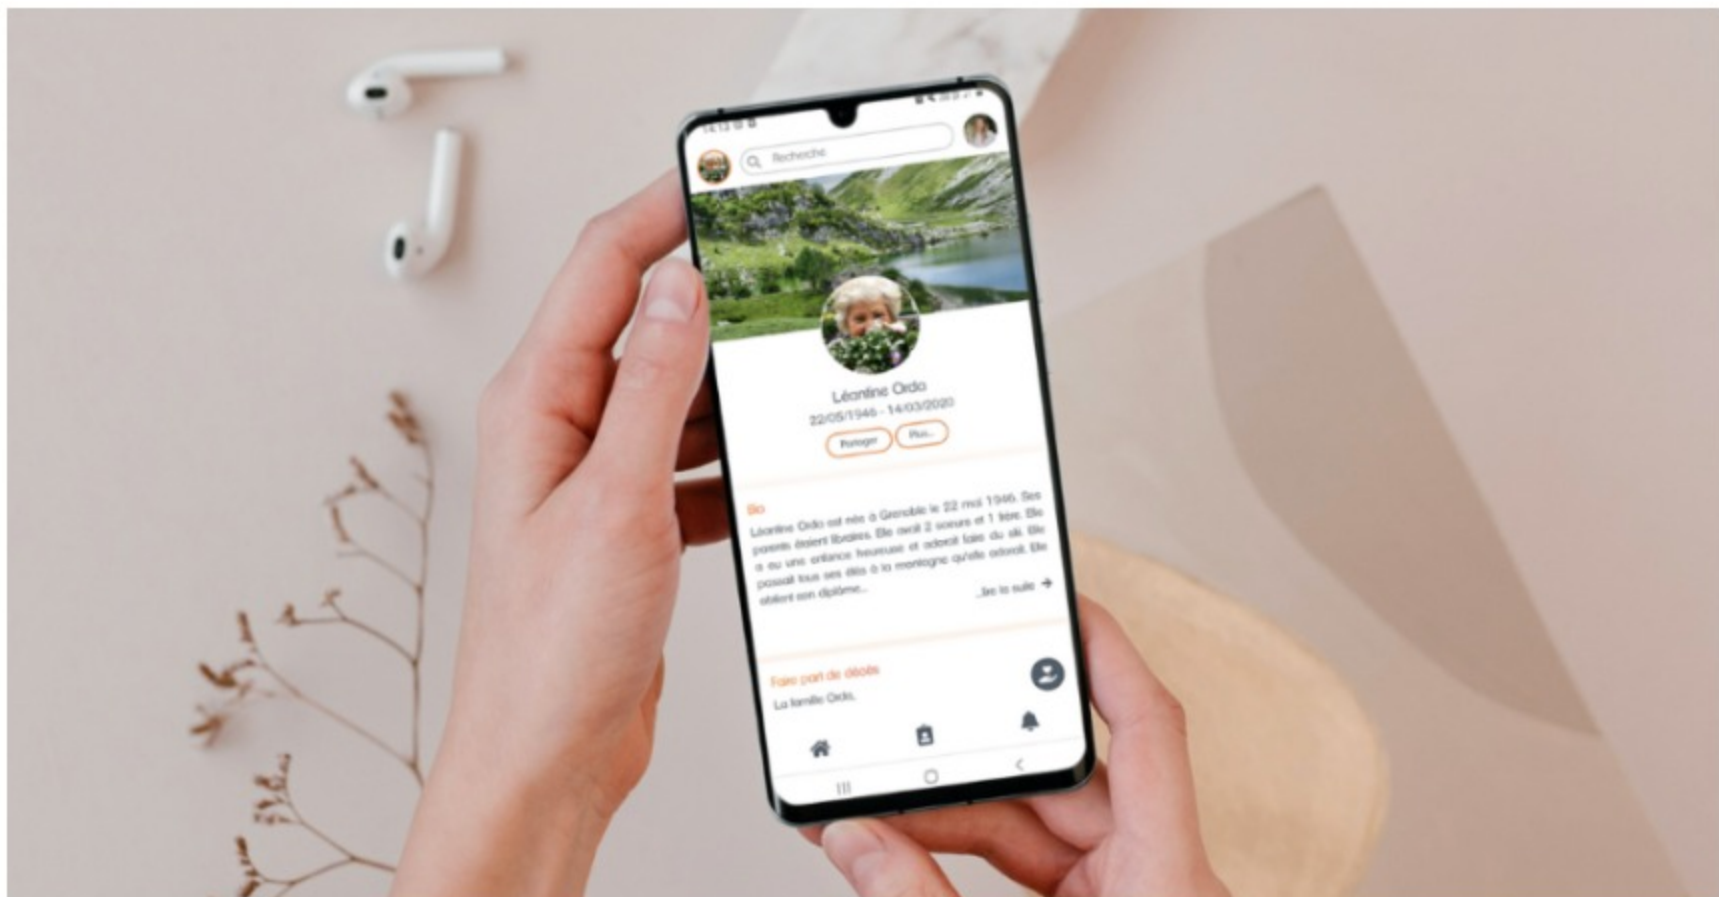 14:13
Recherche
Léontine Ordo
22/05/1946 - 14/03/2020
Partager
Plus...
Bio
Léontine Ordo est née à Grenoble le 22 mai 1946. Ses
parents étaient libraires. Elle avait 2 soeurs et 1 frère. Elle
a eu une enfance heureuse et adorait faire du ski. Elle
passait tous ses étés à la montagne qu'elle adorait. Elle
obtient son diplôme...
...lire la suite →
Faire part de décès
La famille Ordo,